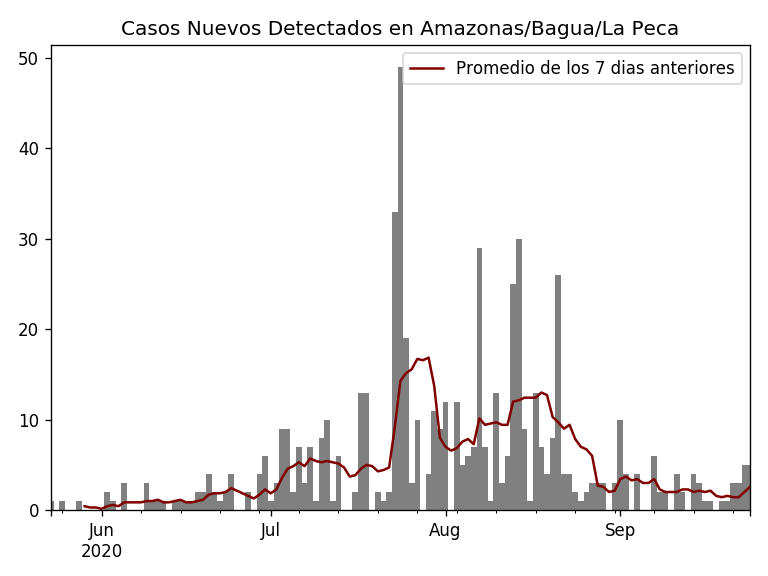 Casos Nuevos Detectados en Amazonas/Bagua/La Peca
Promedio de los 7 dias anteriores
50
40
30
20
10
0
Jun
2020
Jul
Aug
Sep